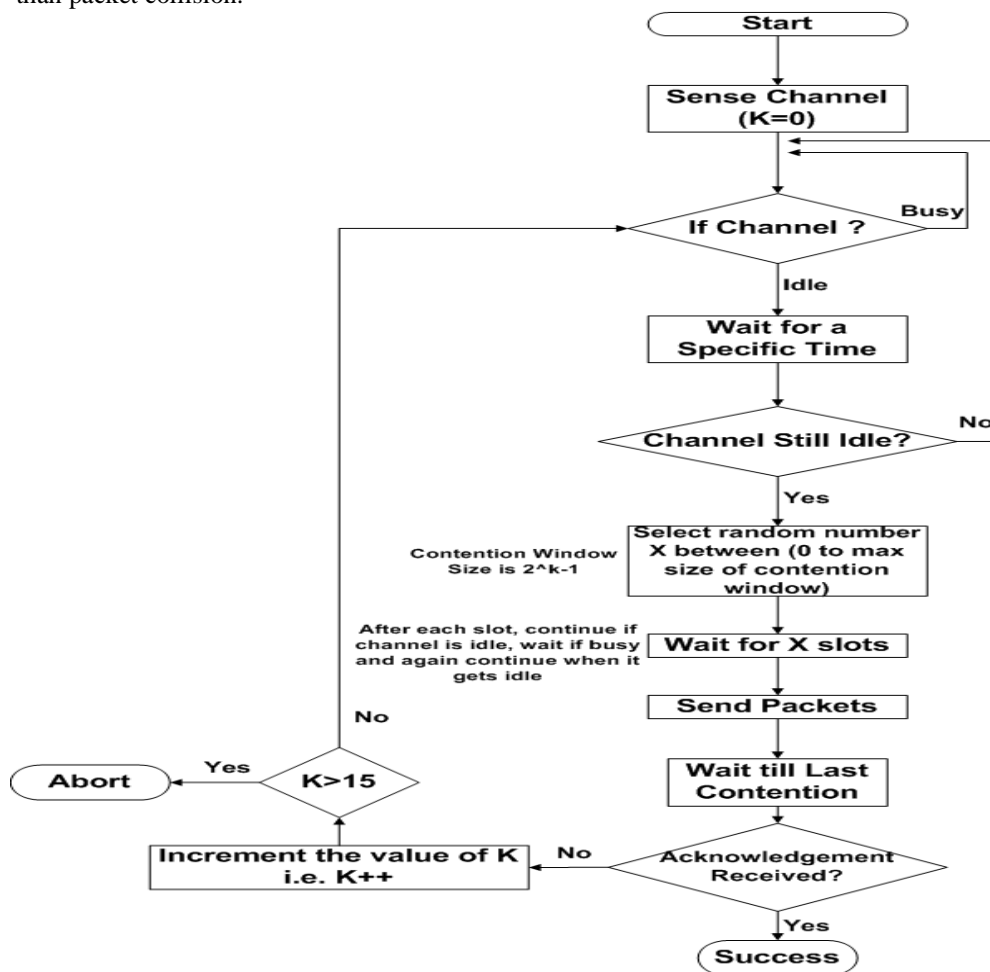 than packet collision.
Start
Sense Channel
(K=0)
If Channel ?
Busy
Idle
Wait for a
Specific Time
Channel Still Idle?
No
Yes
Contention Window
Size is 2^k-1
Select random number
X between (0 to max
size of contention
window)
After each slot, continue if
channel is idle, wait if busy
and again continue when it
gets idle
Wait for X slots
Send Packets
No
Abort
Yes
K>15
Wait till Last
Contention
Increment the value of K
i.e. K++
No
Acknowledgement
Received?
Yes
Success